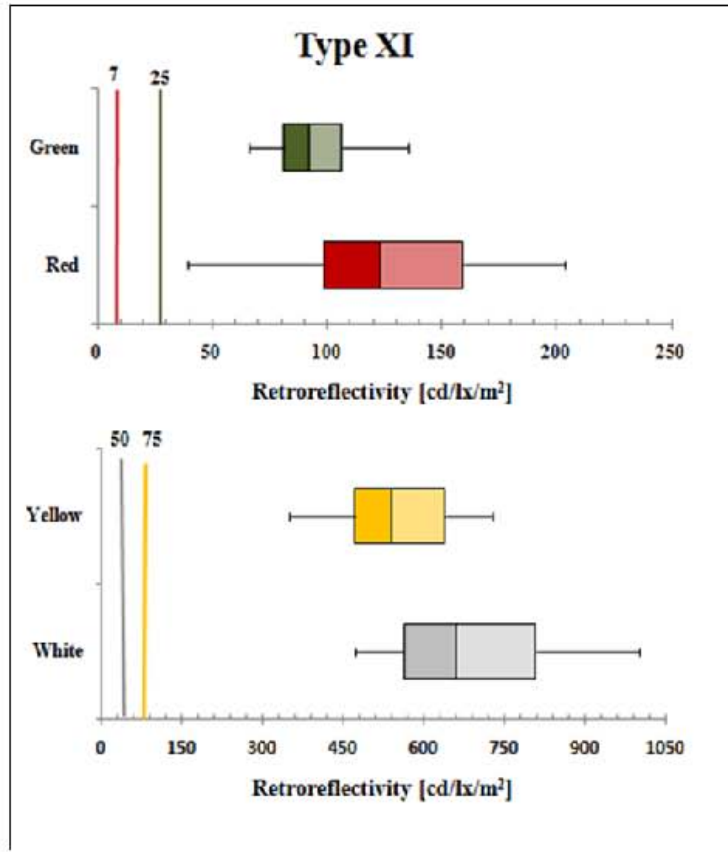 Type XI
7 25
Green
Red
0 50 100 150 200 250
Retroreflectivity [cd/lx/m²]
50 75
Yellow
White
0 150 300 450 600 750 900 1050
Retroreflectivity [cd/lx/m²]